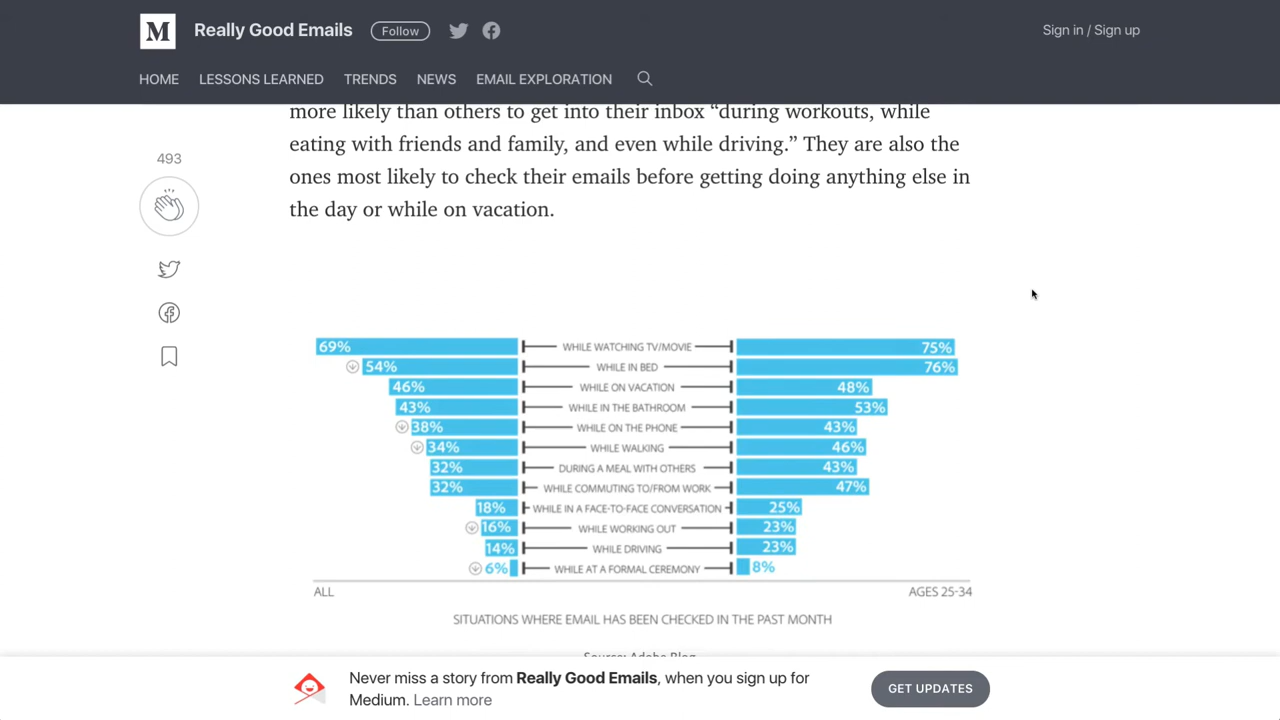 M
Really Good Emails
Follow
Sign in / Sign up
HOME LESSONS LEARNED TRENDS NEWS EMAIL EXPLORATION
more likely than others to get into their inbox “during workouts, while
eating with friends and family, and even while driving.” They are also the
ones most likely to check their emails before getting doing anything else in
the day or while on vacation.
493
69% WHILE WATCHING TV/MOVIE 75%
54% WHILE IN BED 76%
46% WHILE ON VACATION 48%
43% WHILE IN THE BATHROOM 53%
38% WHILE ON THE PHONE 43%
34% WHILE WALKING 46%
32% DURING A MEAL WITH OTHERS 43%
32% WHILE COMMUTING TO/FROM WORK 47%
18% WHILE IN A FACE-TO-FACE CONVERSATION 25%
16% WHILE WORKING OUT 23%
14% WHILE DRIVING 23%
6% WHILE AT A FORMAL CEREMONY 8%
ALL AGES 25-34
SITUATIONS WHERE EMAIL HAS BEEN CHECKED IN THE PAST MONTH
Source: Adobe Blog
Never miss a story from Really Good Emails, when you sign up for
Medium. Learn more
GET UPDATES